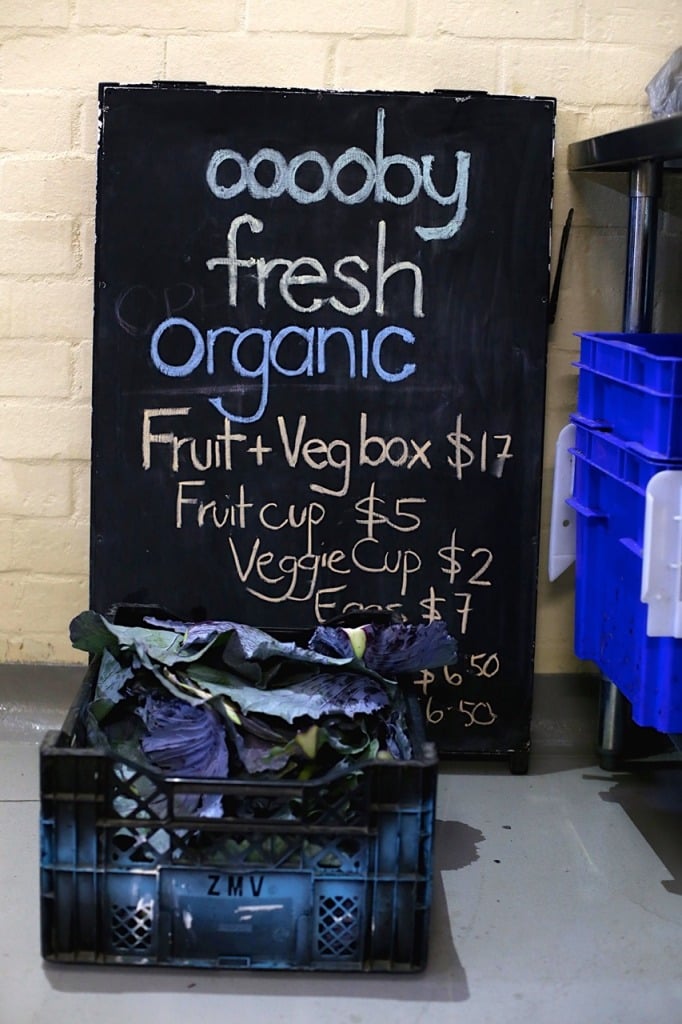 ooooby
fresh
organic
Fruit + Veg box $17
Fruit cup $5
Veggie Cup $2
Eggs $7
$6.50
6.50
ZMV